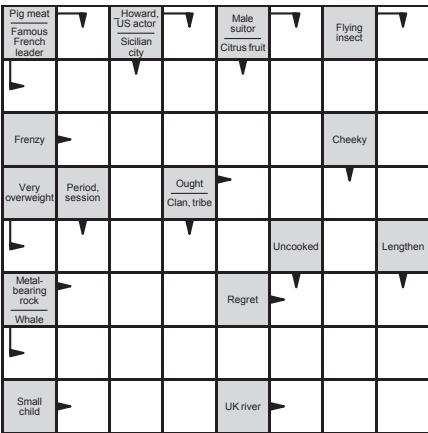 Pig meat
Famous
French
leader
_Howard,
US actor
Sicilian
city
Male
suitor
Citrus fruit
Flying
insect
Frenzy
Cheeky
Very
overweight
Period,
session
Ought
Clan, tribe
Uncooked
Lengthen
Metal-
bearing
rock
Whale
Regret
Small
child
UK river